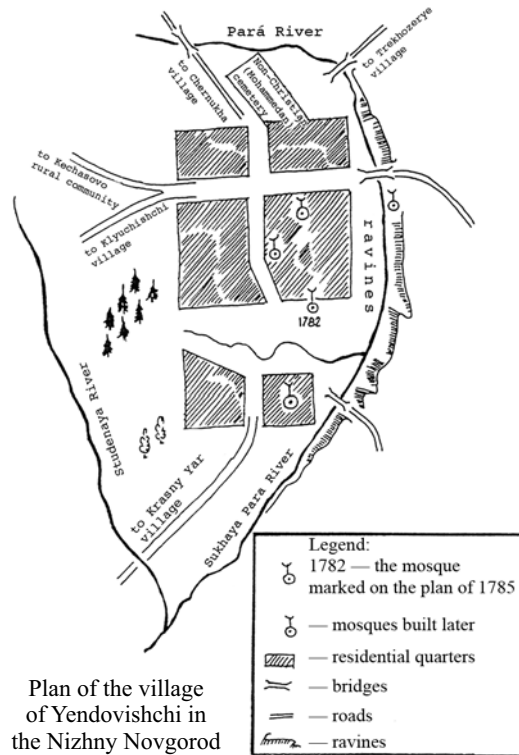 Pará River
to Trekhozerye
village
to Chernukha
village
Non-Christian
(Mohammedan)
cemetery
to Kechasovo
rural community
to Klyuchishchi
village
ravines
1782
Studenaya River
to Krasny Yar
village
Sukhaya Para River
Legend:
1782 — the mosque
marked on the plan of 1785
— mosques built later
— residential quarters
— bridges
— roads
— ravines
Plan of the village
of Yendovishchi in
the Nizhny Novgorod